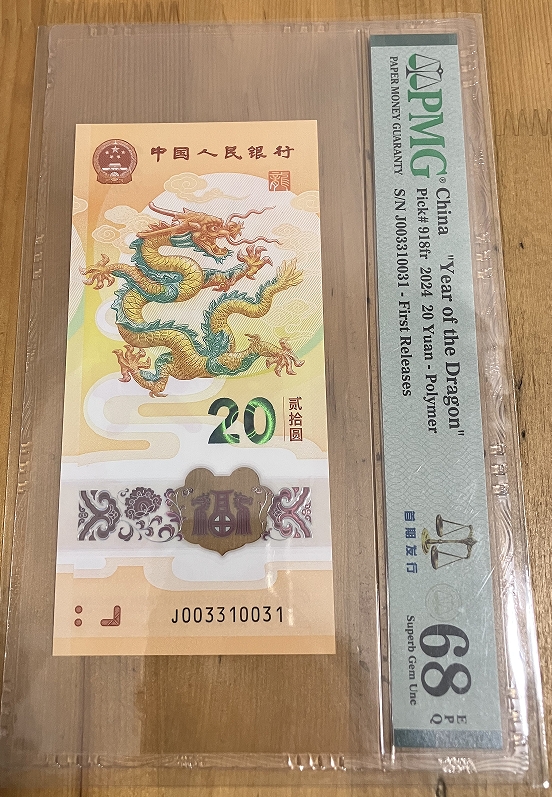 中国人民银行
龍
20
贰拾圆
福
J003310031
PMG®
PAPER MONEY GUARANTY
China "Year of the Dragon"
Pick# 918fr 2024 20 Yuan - Polymer
S/N J003310031 - First Releases
首期发行
68 EPQ
Superb Gem Unc